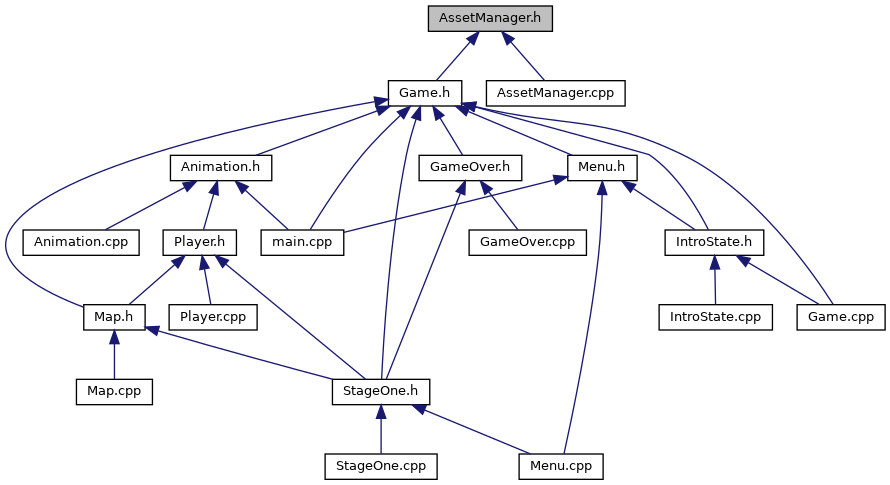 AssetManager.h
Game.h
AssetManager.cpp
Animation.h
GameOver.h
Menu.h
Animation.cpp
Player.h
main.cpp
GameOver.cpp
IntroState.h
Map.h
Player.cpp
IntroState.cpp
Game.cpp
Map.cpp
StageOne.h
StageOne.cpp
Menu.cpp